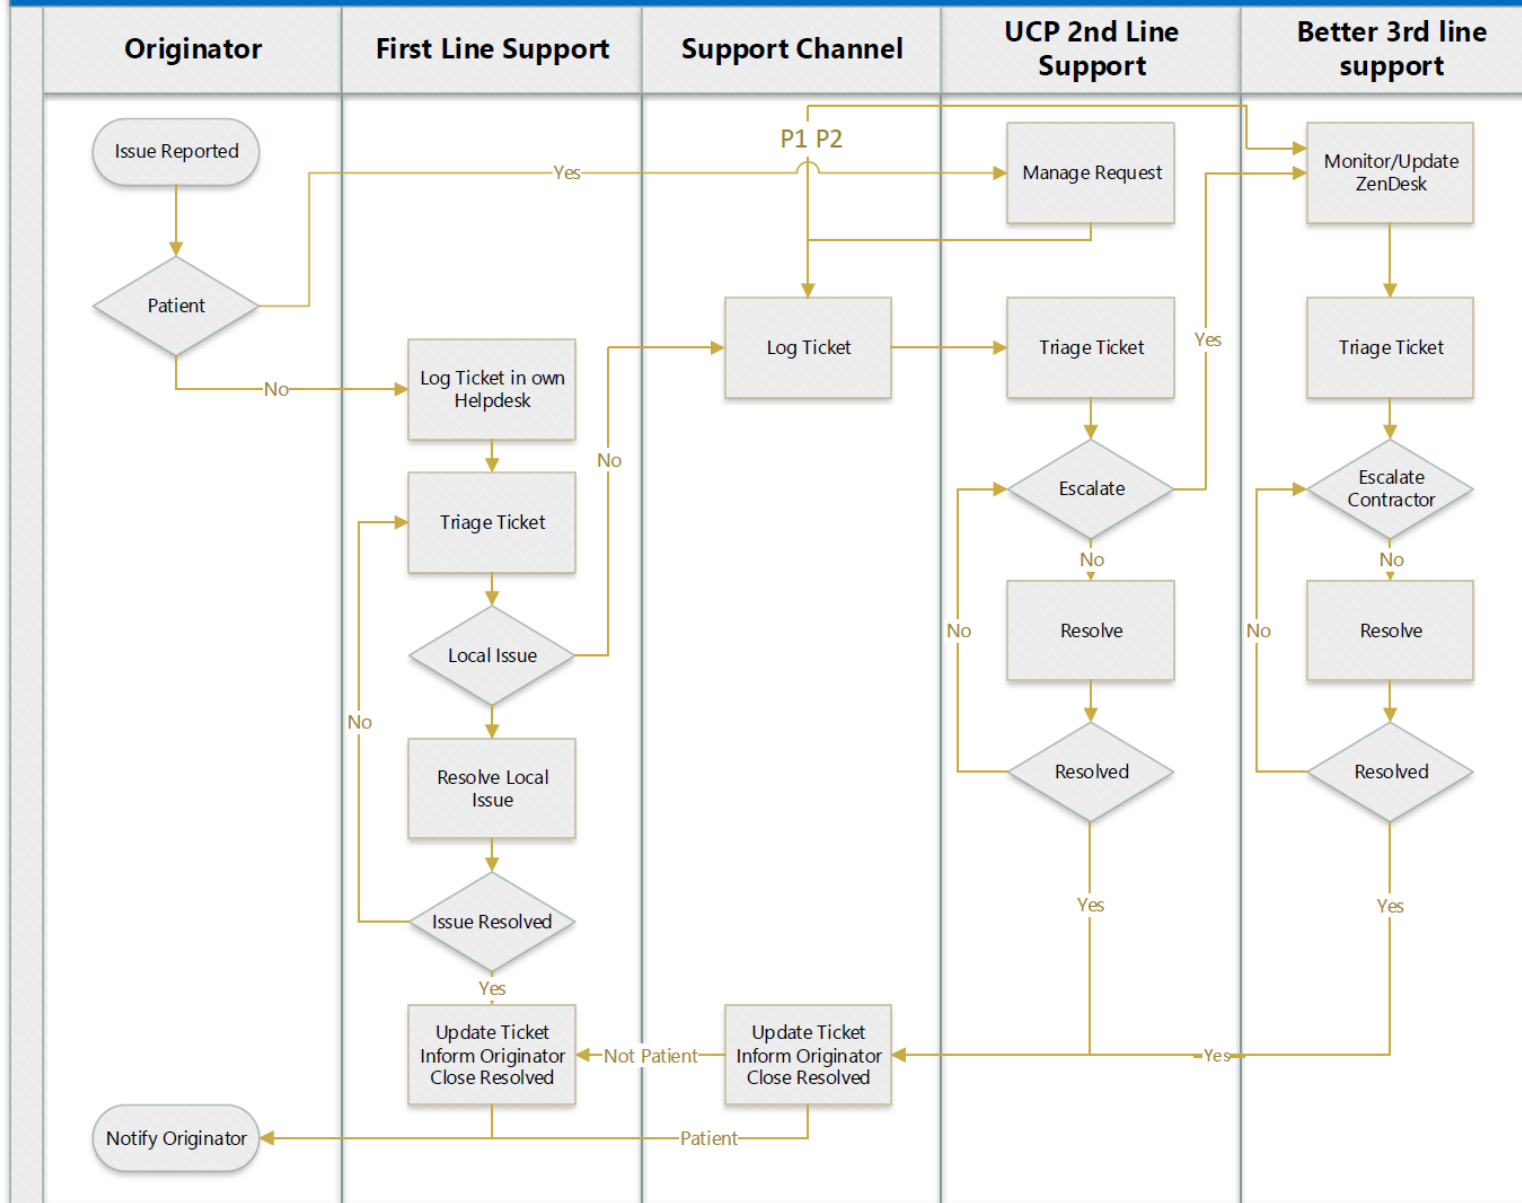 Originator
First Line Support
Support Channel
UCP 2nd Line
Support
Better 3rd line
support
Issue Reported
P1 P2
Yes
Manage Request
Monitor/Update
ZenDesk
Patient
No
Log Ticket in own
Helpdesk
Log Ticket
Triage Ticket
Yes
Triage Ticket
No
Triage Ticket
Escalate
Escalate
Contractor
No
No
Local Issue
No
Resolve
No
Resolve
No
Resolve Local
Issue
Resolved
Resolved
Issue Resolved
Yes
Yes
Yes
Update Ticket
Inform Originator
Close Resolved
Not Patient
Update Ticket
Inform Originator
Close Resolved
Yes
Notify Originator
Patient